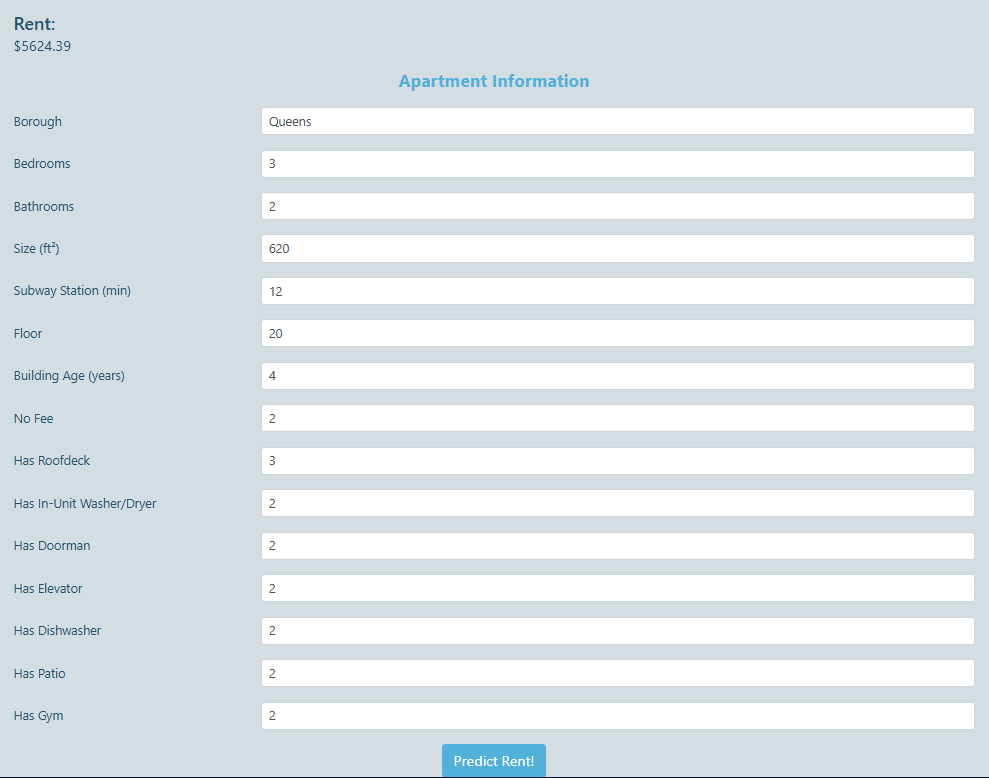 Rent:
$5624.39
Apartment Information
Borough Queens
Bedrooms 3
Bathrooms 2
Size (ft²) 620
Subway Station (min) 12
Floor 20
Building Age (years) 4
No Fee 2
Has Roofdeck 3
Has In-Unit Washer/Dryer 2
Has Doorman 2
Has Elevator 2
Has Dishwasher 2
Has Patio 2
Has Gym 2
Predict Rent!